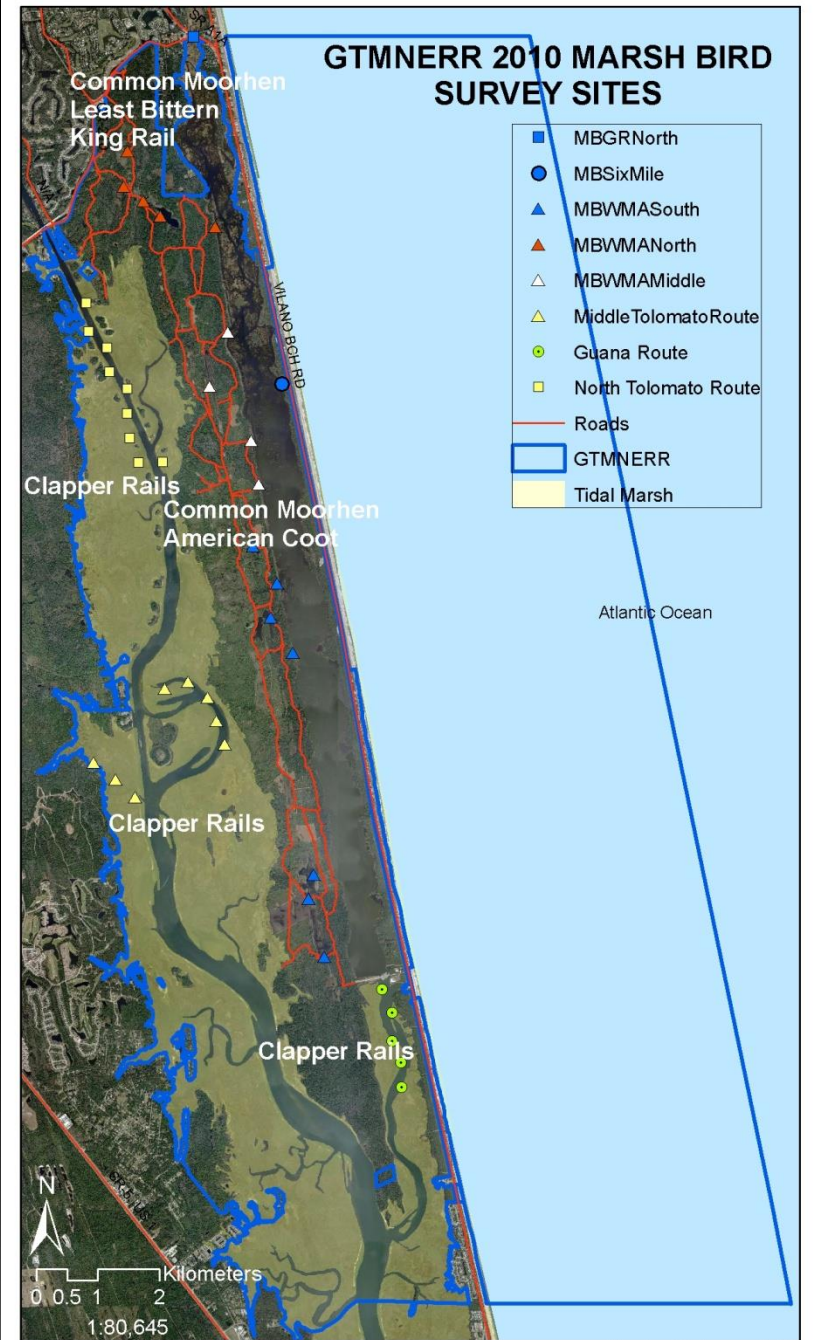 GTMNERR 2010 MARSH BIRD
SURVEY SITES
MBGRNorth
MBSixMile
MBWMASouth
MBWMANorth
MBWMAMiddle
MiddleTolomatoRoute
Guana Route
North Tolomato Route
Roads
GTMNERR
Tidal Marsh
SR A1A
Common Moorhen
Least Bittern
King Rail
N/A
VILANO BCH RD
Clapper Rails
Common Moorhen
American Coot
Atlantic Ocean
Clapper Rails
Clapper Rails
N
Kilometers
0 0.5 1 2
1:80,645